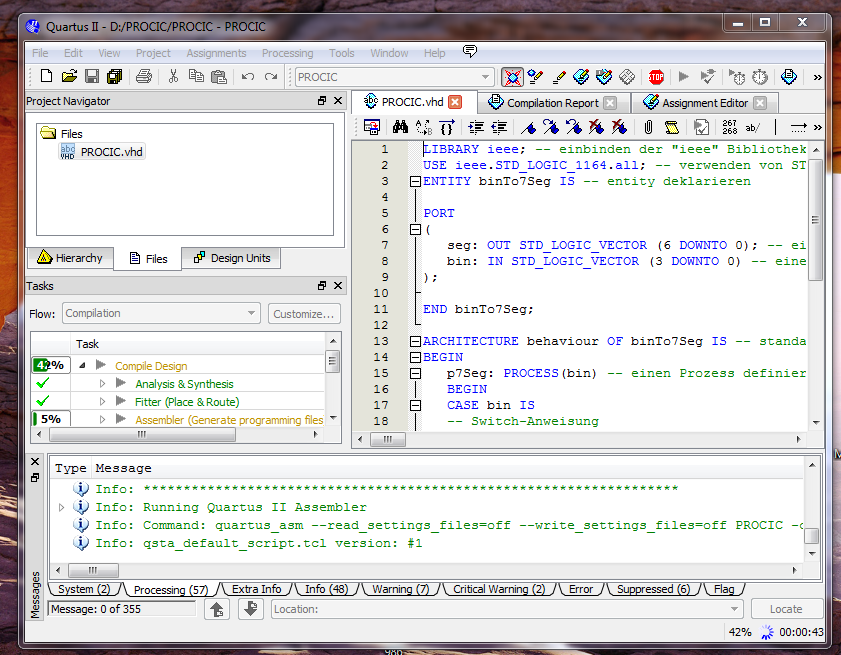 Quartus II - D:/PROCIC/PROCIC - PROCIC
File Edit View Project Assignments Processing Tools Window Help
PROCIC
STOP
Project Navigator
Files
PROCIC.vhd
Hierarchy Files Design Units
Tasks
Flow: Compilation Customize...
Task
42% Compile Design
Analysis & Synthesis
Fitter (Place & Route)
5% Assembler (Generate programming files
PROCIC.vhd Compilation Report Assignment Editor
267
268 ab/
1 LIBRARY ieee; -- einbinden der "ieee" Bibliothek
2 USE ieee.STD_LOGIC_1164.all; -- verwenden von ST
3 ENTITY binTo7Seg IS -- entity deklarieren
4
5 PORT
6 (
7 seg: OUT STD_LOGIC_VECTOR (6 DOWNTO 0); -- ei
8 bin: IN STD_LOGIC_VECTOR (3 DOWNTO 0) -- eine
9 );
10
11 END binTo7Seg;
12
13 ARCHITECTURE behaviour OF binTo7Seg IS -- standa
14 BEGIN
15 p7Seg: PROCESS(bin) -- einen Prozess definier
16 BEGIN
17 CASE bin IS
18 -- Switch-Anweisung
Type Message
Info: *******************************************************************
Info: Running Quartus II Assembler
Info: Command: quartus_asm --read_settings_files=off --write_settings_files=off PROCIC -c
Info: qsta_default_script.tcl version: #1
System (2) Processing (57) Extra Info Info (48) Warning (7) Critical Warning (2) Error Suppressed (6) Flag
Messages
Message: 0 of 355 Location: Locate
42% 00:00:43